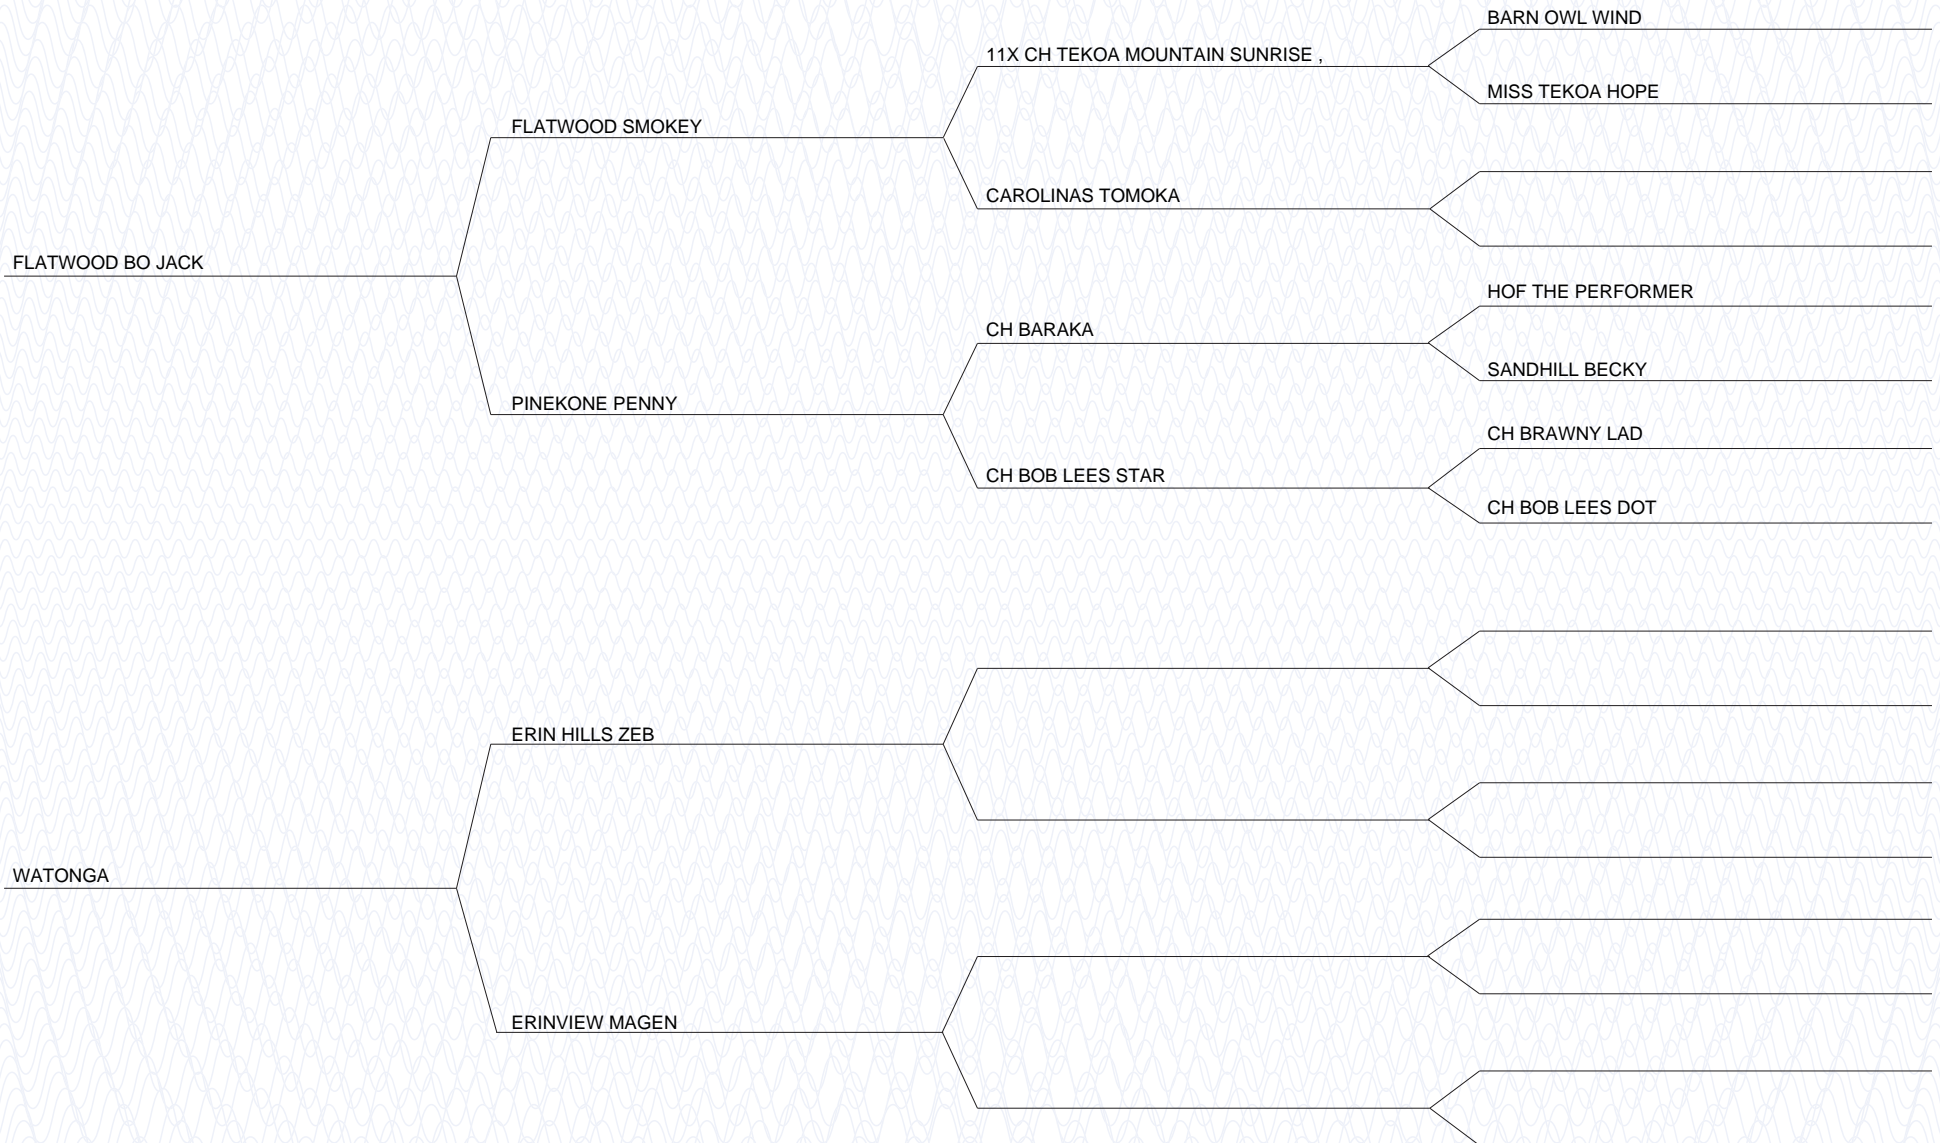 BARN OWL WIND
11X CH TEKOA MOUNTAIN SUNRISE ,
MISS TEKOA HOPE
FLATWOOD SMOKEY
CAROLINAS TOMOKA
FLATWOOD BO JACK
HOF THE PERFORMER
CH BARAKA
SANDHILL BECKY
PINEKONE PENNY
CH BRAWNY LAD
CH BOB LEES STAR
CH BOB LEES DOT
ERIN HILLS ZEB
WATONGA
ERINVIEW MAGEN